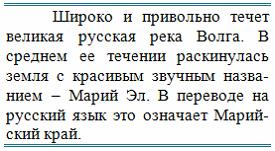 Широко и привольно течет
великая русская река Волга. В
среднем ее течении раскинулась
земля с красивым звучным назва-
нием – Марий Эл. В переводе на
русский язык это означает Марий-
ский край.